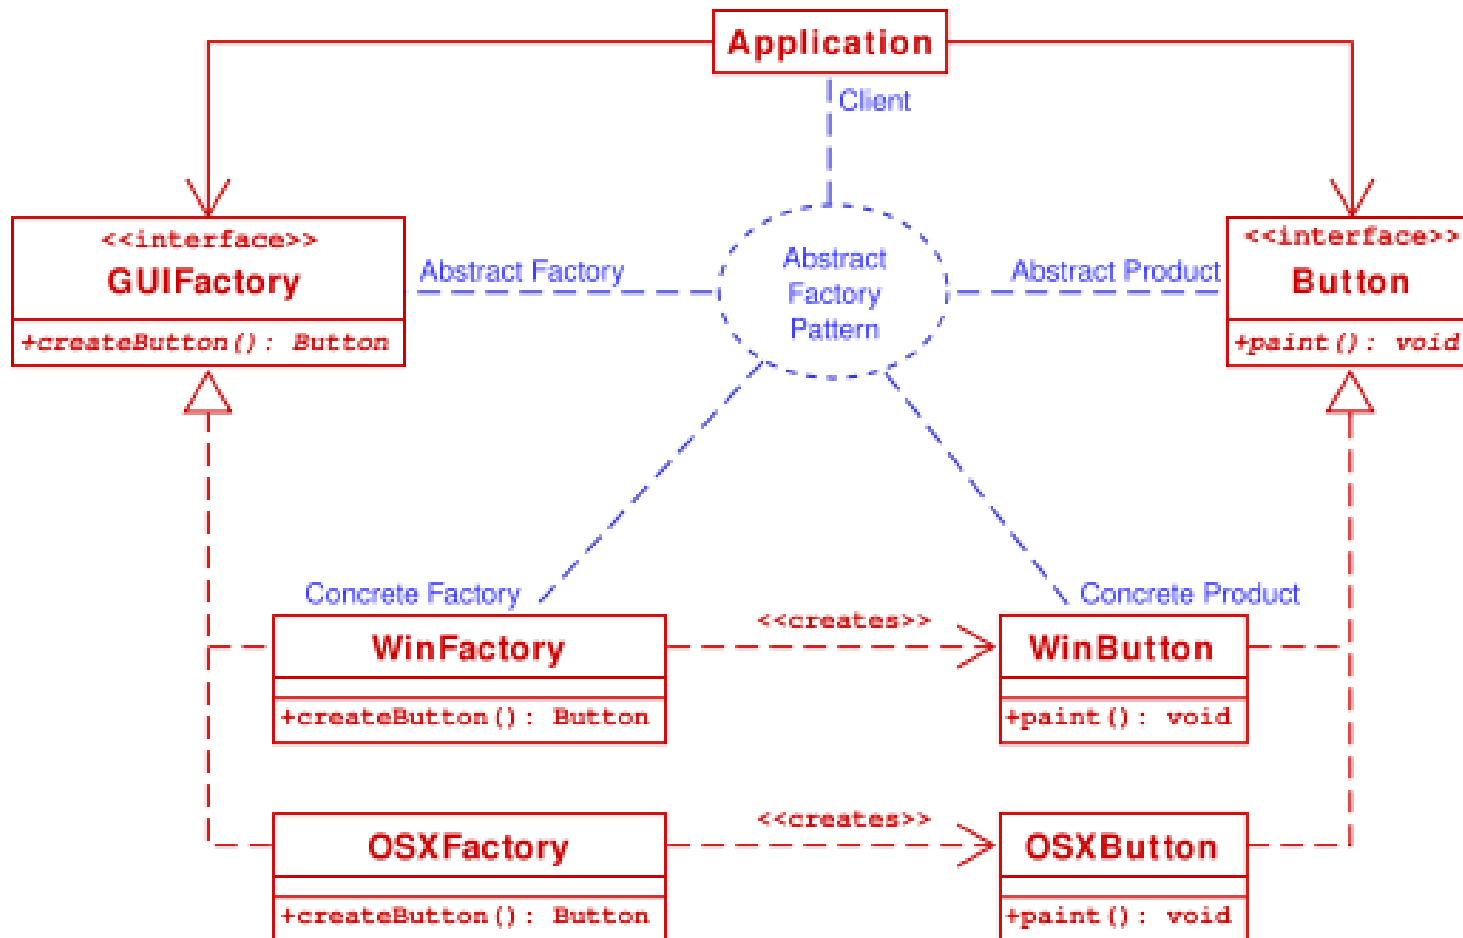 Application
Client
<<interface>>
GUIFactory
+createButton(): Button
Abstract Factory
Abstract
Factory
Pattern
Abstract Product
<<interface>>
Button
+paint(): void
Concrete Factory
Concrete Product
WinFactory
+createButton(): Button
<<creates>>
WinButton
+paint(): void
OSXFactory
+createButton(): Button
<<creates>>
OSXButton
+paint(): void